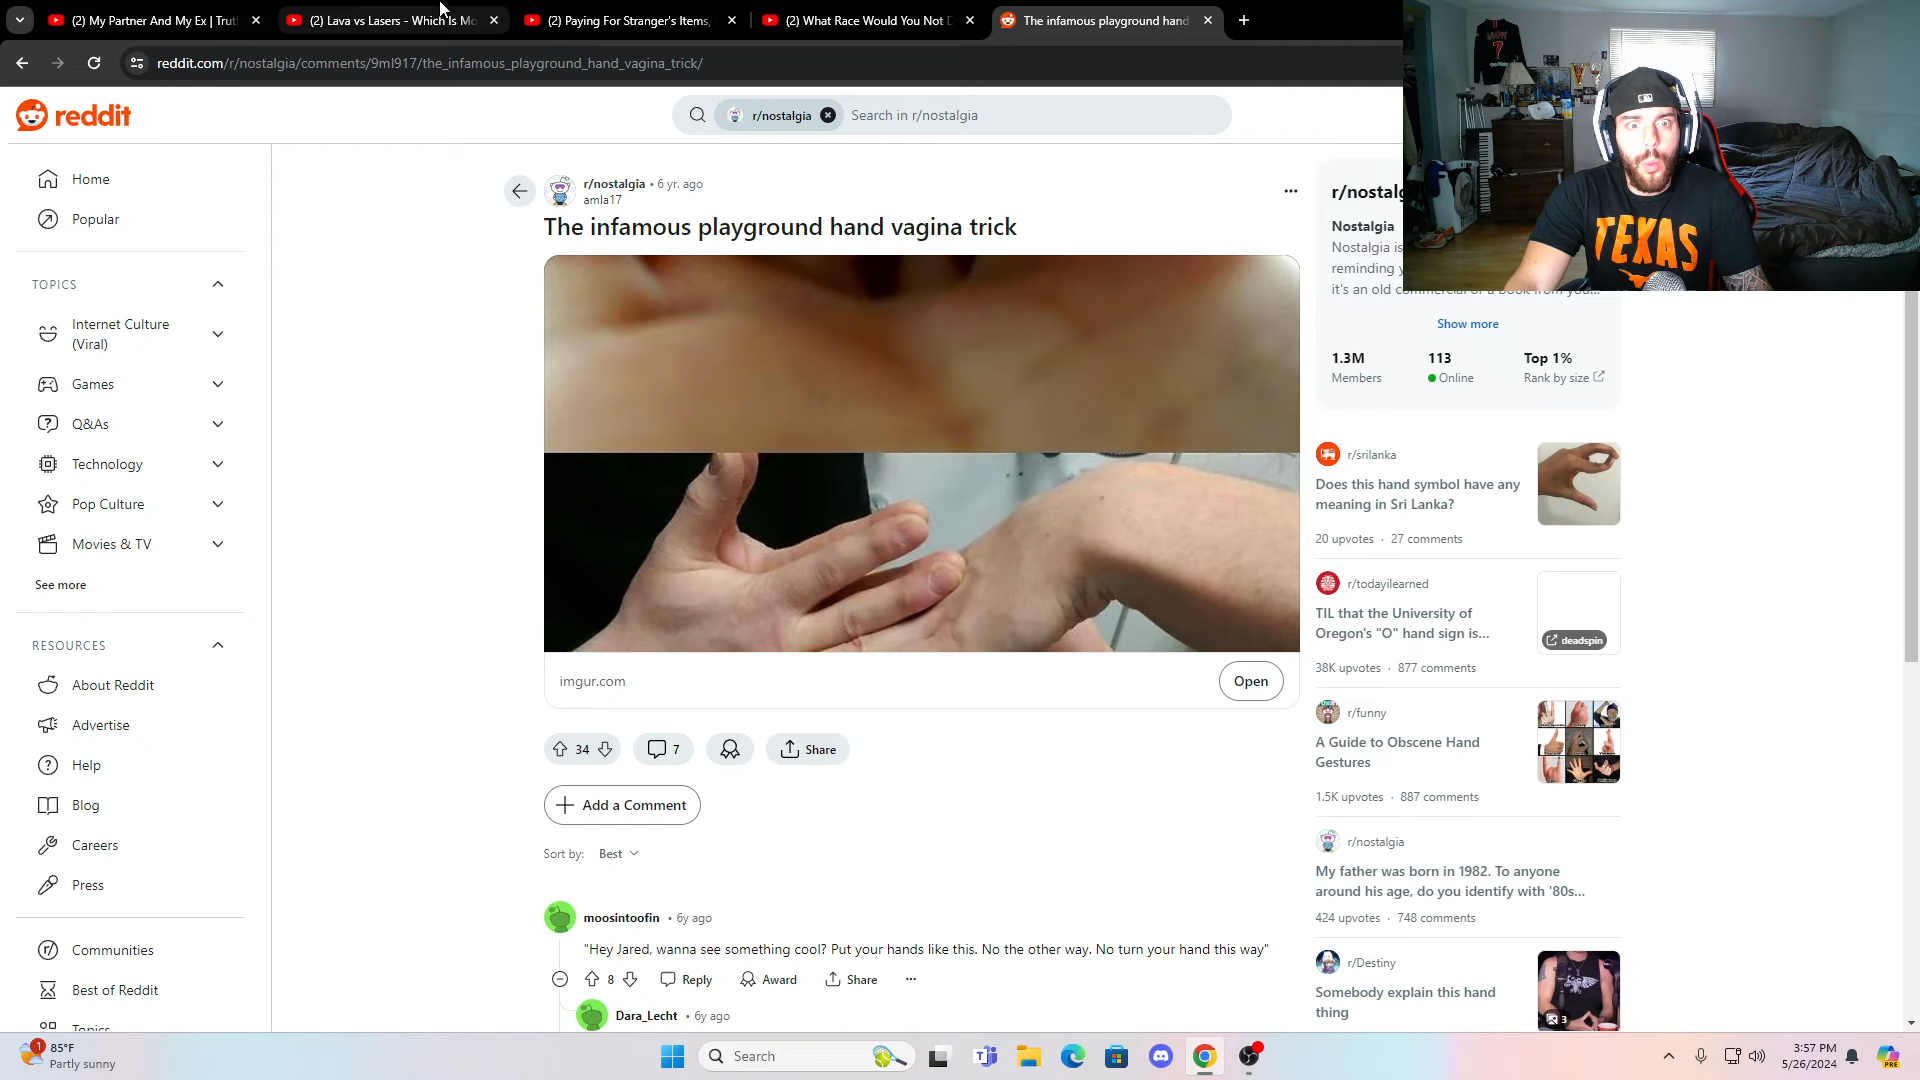 (2) My Partner And My Ex | Trut
(2) Lava vs Lasers - Which Is Mo
(2) Paying For Stranger's Items,
(2) What Race Would You Not D
The infamous playground hand
reddit.com/r/nostalgia/comments/9ml917/the_infamous_playground_hand_vagina_trick/
reddit
r/nostalgia
Search in r/nostalgia
Home
Popular
TOPICS
Internet Culture
(Viral)
Games
Q&As
Technology
Pop Culture
Movies & TV
See more
RESOURCES
About Reddit
Advertise
Help
Blog
Careers
Press
Communities
Best of Reddit
Topics
r/nostalgia • 6 yr. ago
amla17
The infamous playground hand vagina trick
imgur.com
Open
34
7
Share
Add a Comment
Sort by: Best
moosintoofin • 6y ago
"Hey Jared, wanna see something cool? Put your hands like this. No the other way. No turn your hand this way"
8
Reply
Award
Share
Dara_Lecht • 6y ago
r/nostalg
Nostalgia
Nostalgia is
reminding y
it's an old commercial or a book from your...
Show more
1.3M
Members
113
Online
Top 1%
Rank by size
r/srilanka
Does this hand symbol have any
meaning in Sri Lanka?
20 upvotes · 27 comments
r/todayilearned
TIL that the University of
Oregon's "O" hand sign is...
deadspin
38K upvotes · 877 comments
r/funny
A Guide to Obscene Hand
Gestures
1.5K upvotes · 887 comments
r/nostalgia
My father was born in 1982. To anyone
around his age, do you identify with '80s...
424 upvotes · 748 comments
r/Destiny
Somebody explain this hand
thing
3
7
TEXAS
1
85°F
Partly sunny
Search
3:57 PM
5/26/2024
PRE